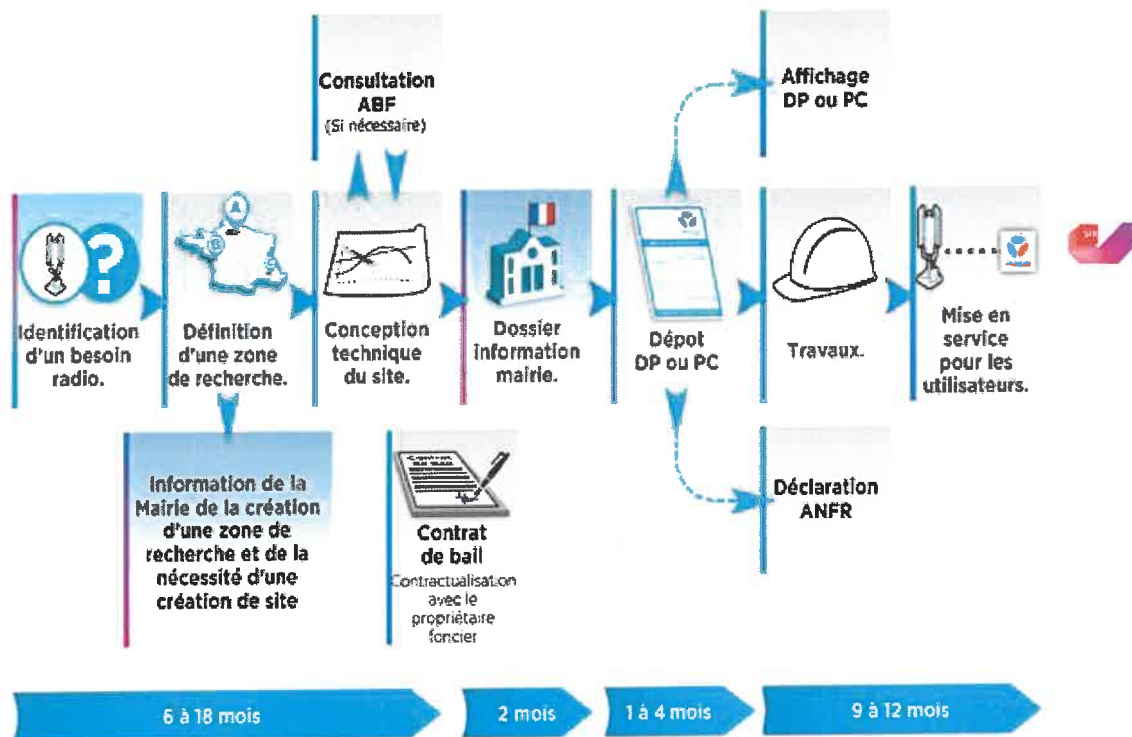 Consultation
ABF
(Si nécessaire)
Affichage
DP ou PC
A
B
C
?
Identification
d'un besoin
radio.
Définition
d'une zone
de recherche.
Conception
technique
du site.
Dossier
information
mairie.
Dépot
DP ou PC
Travaux.
Mise en
service
pour les
utilisateurs.
Information de la
Mairie de la création
d'une zone de
recherche et de la
nécessité d'une
création de site
Contrat
de bail
Contractualisation
avec le
propriétaire
foncier
Déclaration
ANFR
6 à 18 mois
2 mois
1 à 4 mois
9 à 12 mois